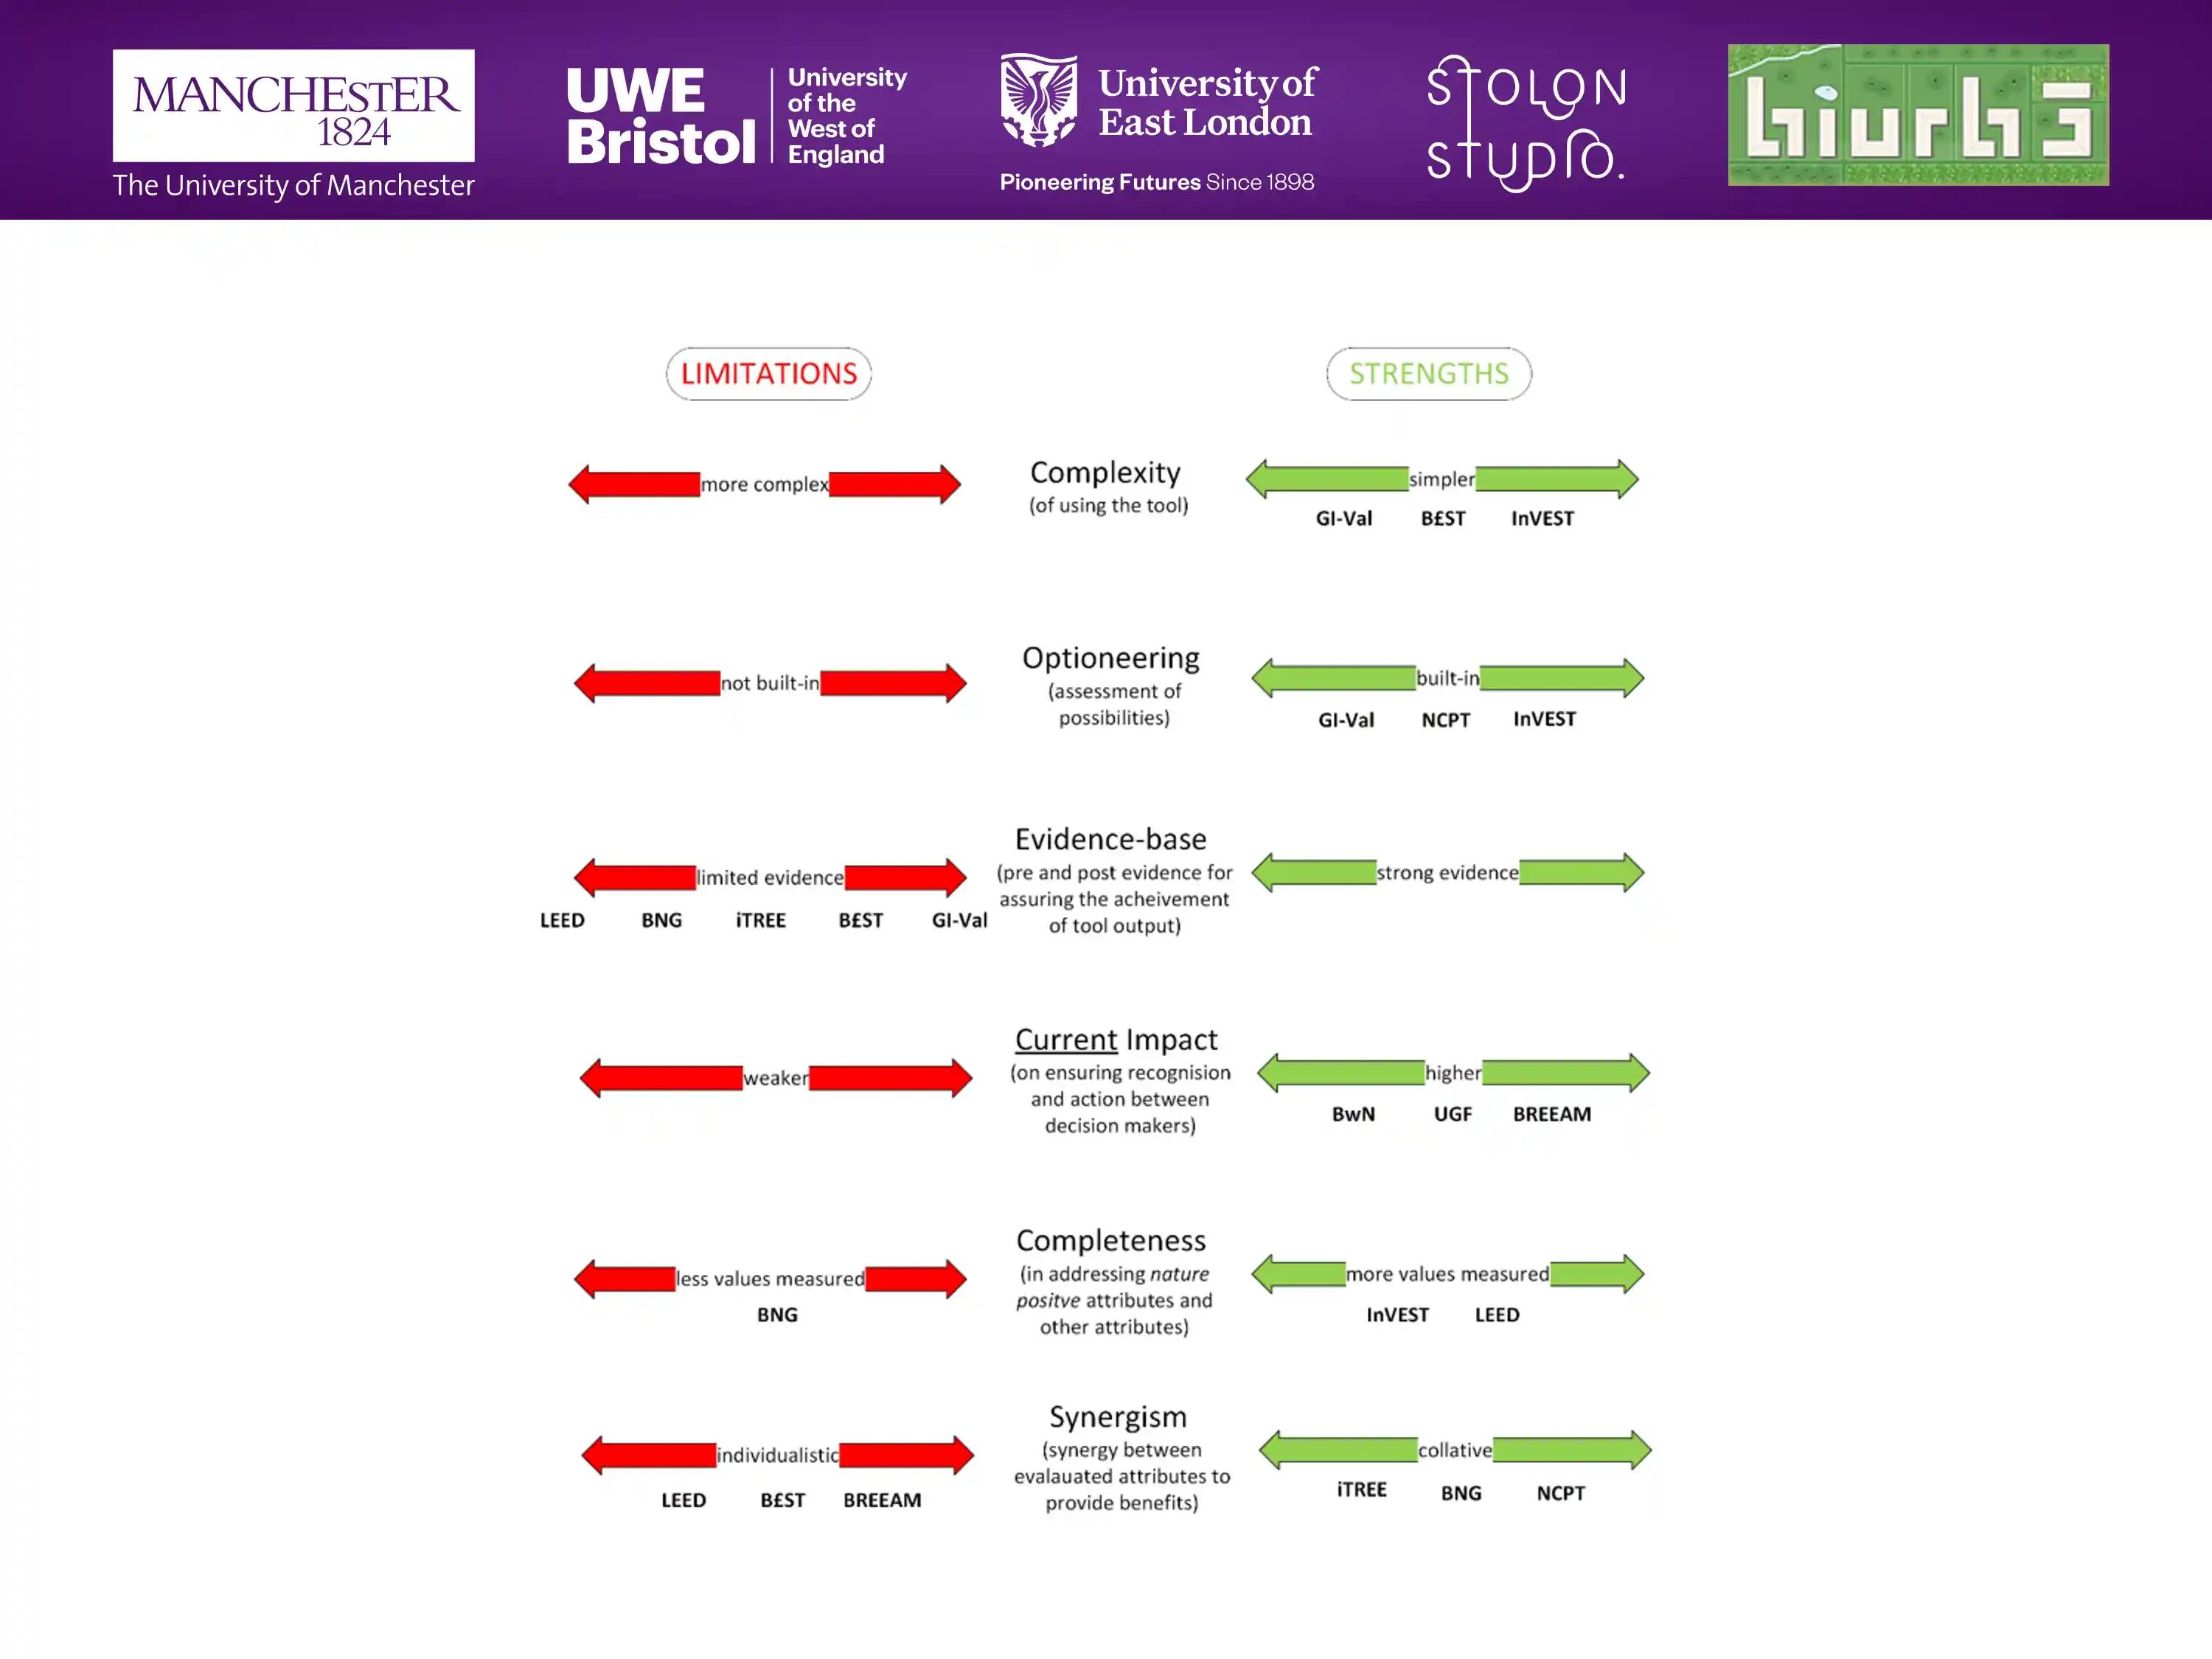 MANCHESTER
1824
The University of Manchester
UWE
Bristol
University
of the
West of
England
University of
East London
Pioneering Futures Since 1898
STOLON
STUDIO.
biurbs
LIMITATIONS
STRENGTHS
more complex
Complexity
(of using the tool)
simpler
GI-Val B£ST InVEST
not built-in
Optioneering
(assessment of
possibilities)
built-in
GI-Val NCPT InVEST
limited evidence
LEED BNG iTREE B£ST GI-Val
Evidence-base
(pre and post evidence for
assuring the acheivement
of tool output)
strong evidence
weaker
Current Impact
(on ensuring recognision
and action between
decision makers)
higher
BwN UGF BREEAM
less values measured
BNG
Completeness
(in addressing nature
positve attributes and
other attributes)
more values measured
InVEST LEED
individualistic
LEED B£ST BREEAM
Synergism
(synergy between
evalauated attributes to
provide benefits)
collative
iTREE BNG NCPT